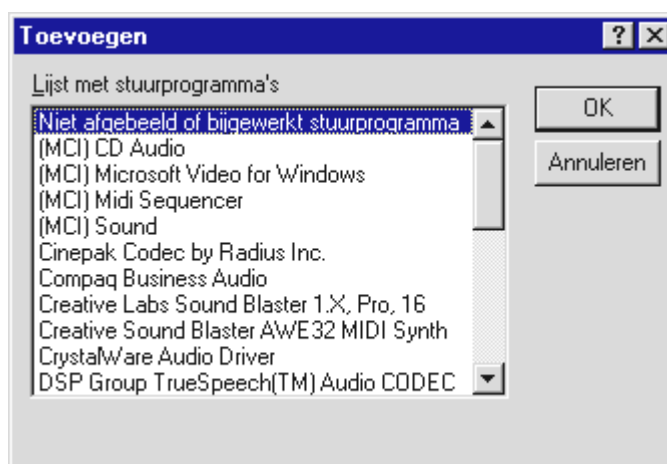 Toevoegen
Lijst met stuurprogramma's
Niet afgebeeld of bijgewerkt stuurprogramma
(MCI) CD Audio
(MCI) Microsoft Video for Windows
(MCI) Midi Sequencer
(MCI) Sound
Cinepak Codec by Radius Inc.
Compaq Business Audio
Creative Labs Sound Blaster 1.X, Pro, 16
Creative Sound Blaster AWE32 MIDI Synth
CrystalWare Audio Driver
DSP Group TrueSpeech(TM) Audio CODEC
OK
Annuleren